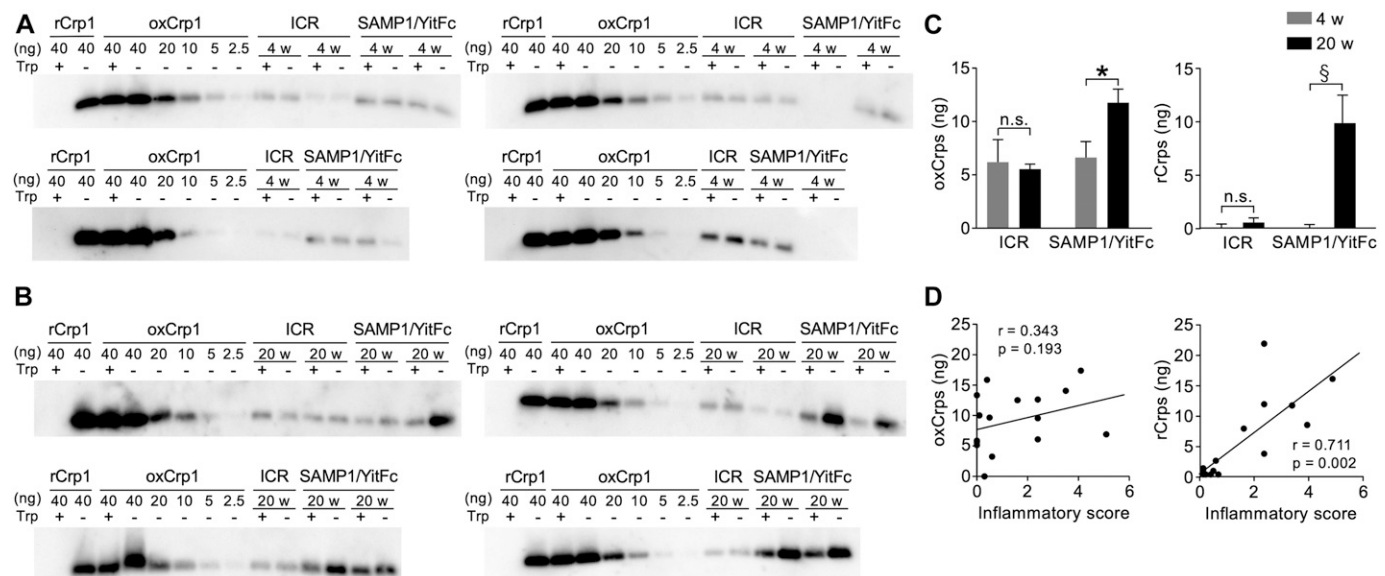 A
rCrp1 oxCrp1 ICR SAMP1/YitFc
(ng) 40 40 40 40 20 10 5 2.5 4 w 4 w 4 w 4 w
Trp + - + - - - - - + - + - + - + -
rCrp1 oxCrp1 ICR SAMP1/YitFc
(ng) 40 40 40 40 20 10 5 2.5 4 w 4 w 4 w 4 w
Trp + - + - - - - - + - + - + - + -
rCrp1 oxCrp1 ICR SAMP1/YitFc
(ng) 40 40 40 40 20 10 5 2.5 4 w 4 w 4 w
Trp + - + - - - - - + - + - + -
rCrp1 oxCrp1 ICR SAMP1/YitFc
(ng) 40 40 40 40 20 10 5 2.5 4 w 4 w 4 w
Trp + - + - - - - - + - + - + -
B
rCrp1 oxCrp1 ICR SAMP1/YitFc
(ng) 40 40 40 40 20 10 5 2.5 20 w 20 w 20 w 20 w
Trp + - + - - - - - + - + - + - + -
rCrp1 oxCrp1 ICR SAMP1/YitFc
(ng) 40 40 40 40 20 10 5 2.5 20 w 20 w 20 w 20 w
Trp + - + - - - - - + - + - + - + -
rCrp1 oxCrp1 ICR SAMP1/YitFc
(ng) 40 40 40 40 20 10 5 2.5 20 w 20 w 20 w
Trp + - + - - - - - + - + - + -
rCrp1 oxCrp1 ICR SAMP1/YitFc
(ng) 40 40 40 40 20 10 5 2.5 20 w 20 w 20 w
Trp + - + - - - - - + - + - + -
C
4 w
20 w
oxCrps (ng)
15
10
5
0
n.s.
*
ICR SAMP1/YitFc
rCrps (ng)
15
10
5
0
n.s.
§
ICR SAMP1/YitFc
D
oxCrps (ng)
25
20
15
10
5
0
r = 0.343
p = 0.193
0 2 4 6
Inflammatory score
rCrps (ng)
25
20
15
10
5
0
r = 0.711
p = 0.002
0 2 4 6
Inflammatory score